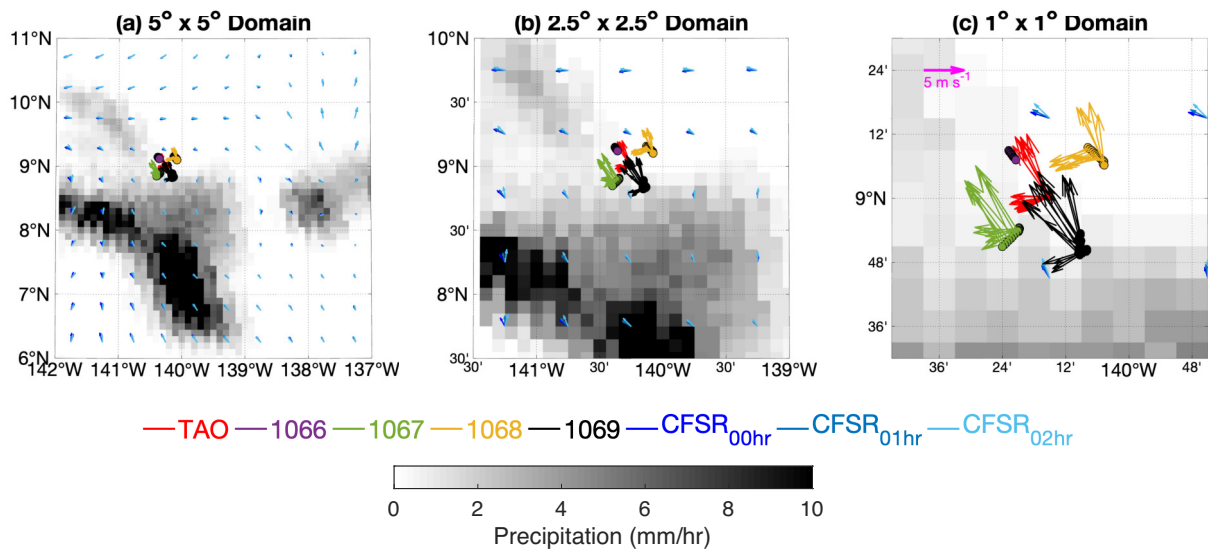 (a) 5° x 5° Domain
(b) 2.5° x 2.5° Domain
(c) 1° x 1° Domain
11°N
10°N
9°N
8°N
7°N
6°N
142°W 141°W 140°W 139°W 138°W 137°W
10°N
30'
9°N
30'
8°N
30'
30' 141°W 30' 140°W 30' 139°W
24'
12'
9°N
48'
36'
36' 24' 12' 140°W 48'
5 m s⁻¹
TAO 1066 1067 1068 1069 CFSR00hr CFSR01hr CFSR02hr
0 2 4 6 8 10
Precipitation (mm/hr)